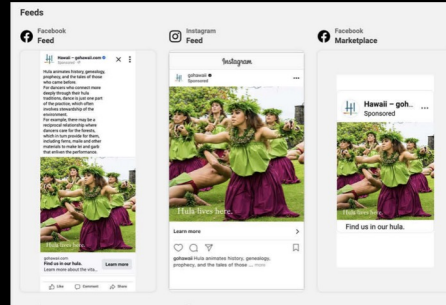 Feeds
Facebook
Feed
Hawaii – gohawaii.com
Sponsored
Hula animates history, genealogy,
prophecy, and the tales of those
who came before.
For dancers who connect more
deeply through their hula
traditions, dance is just one part
of the practice, which often
involves stewardship of the
environment.
For example, there may be a
reciprocal relationship where
dancers care for the forests,
which in turn provide for them,
including ferns, maile and other
materials to make lei and garb
that enliven the performance.
Hula lives here.
gohawaii.com
Find us in our hula.
Learn more about the vita...
Learn more
Like
Comment
Share
Instagram
Feed
Instagram
gohawaii
Sponsored
Hula lives here.
Learn more
gohawaii Hula animates history, genealogy,
prophecy, and the tales of those ... more
Facebook
Marketplace
Hawaii – goh...
Sponsored
Hula lives here.
Find us in our hula.